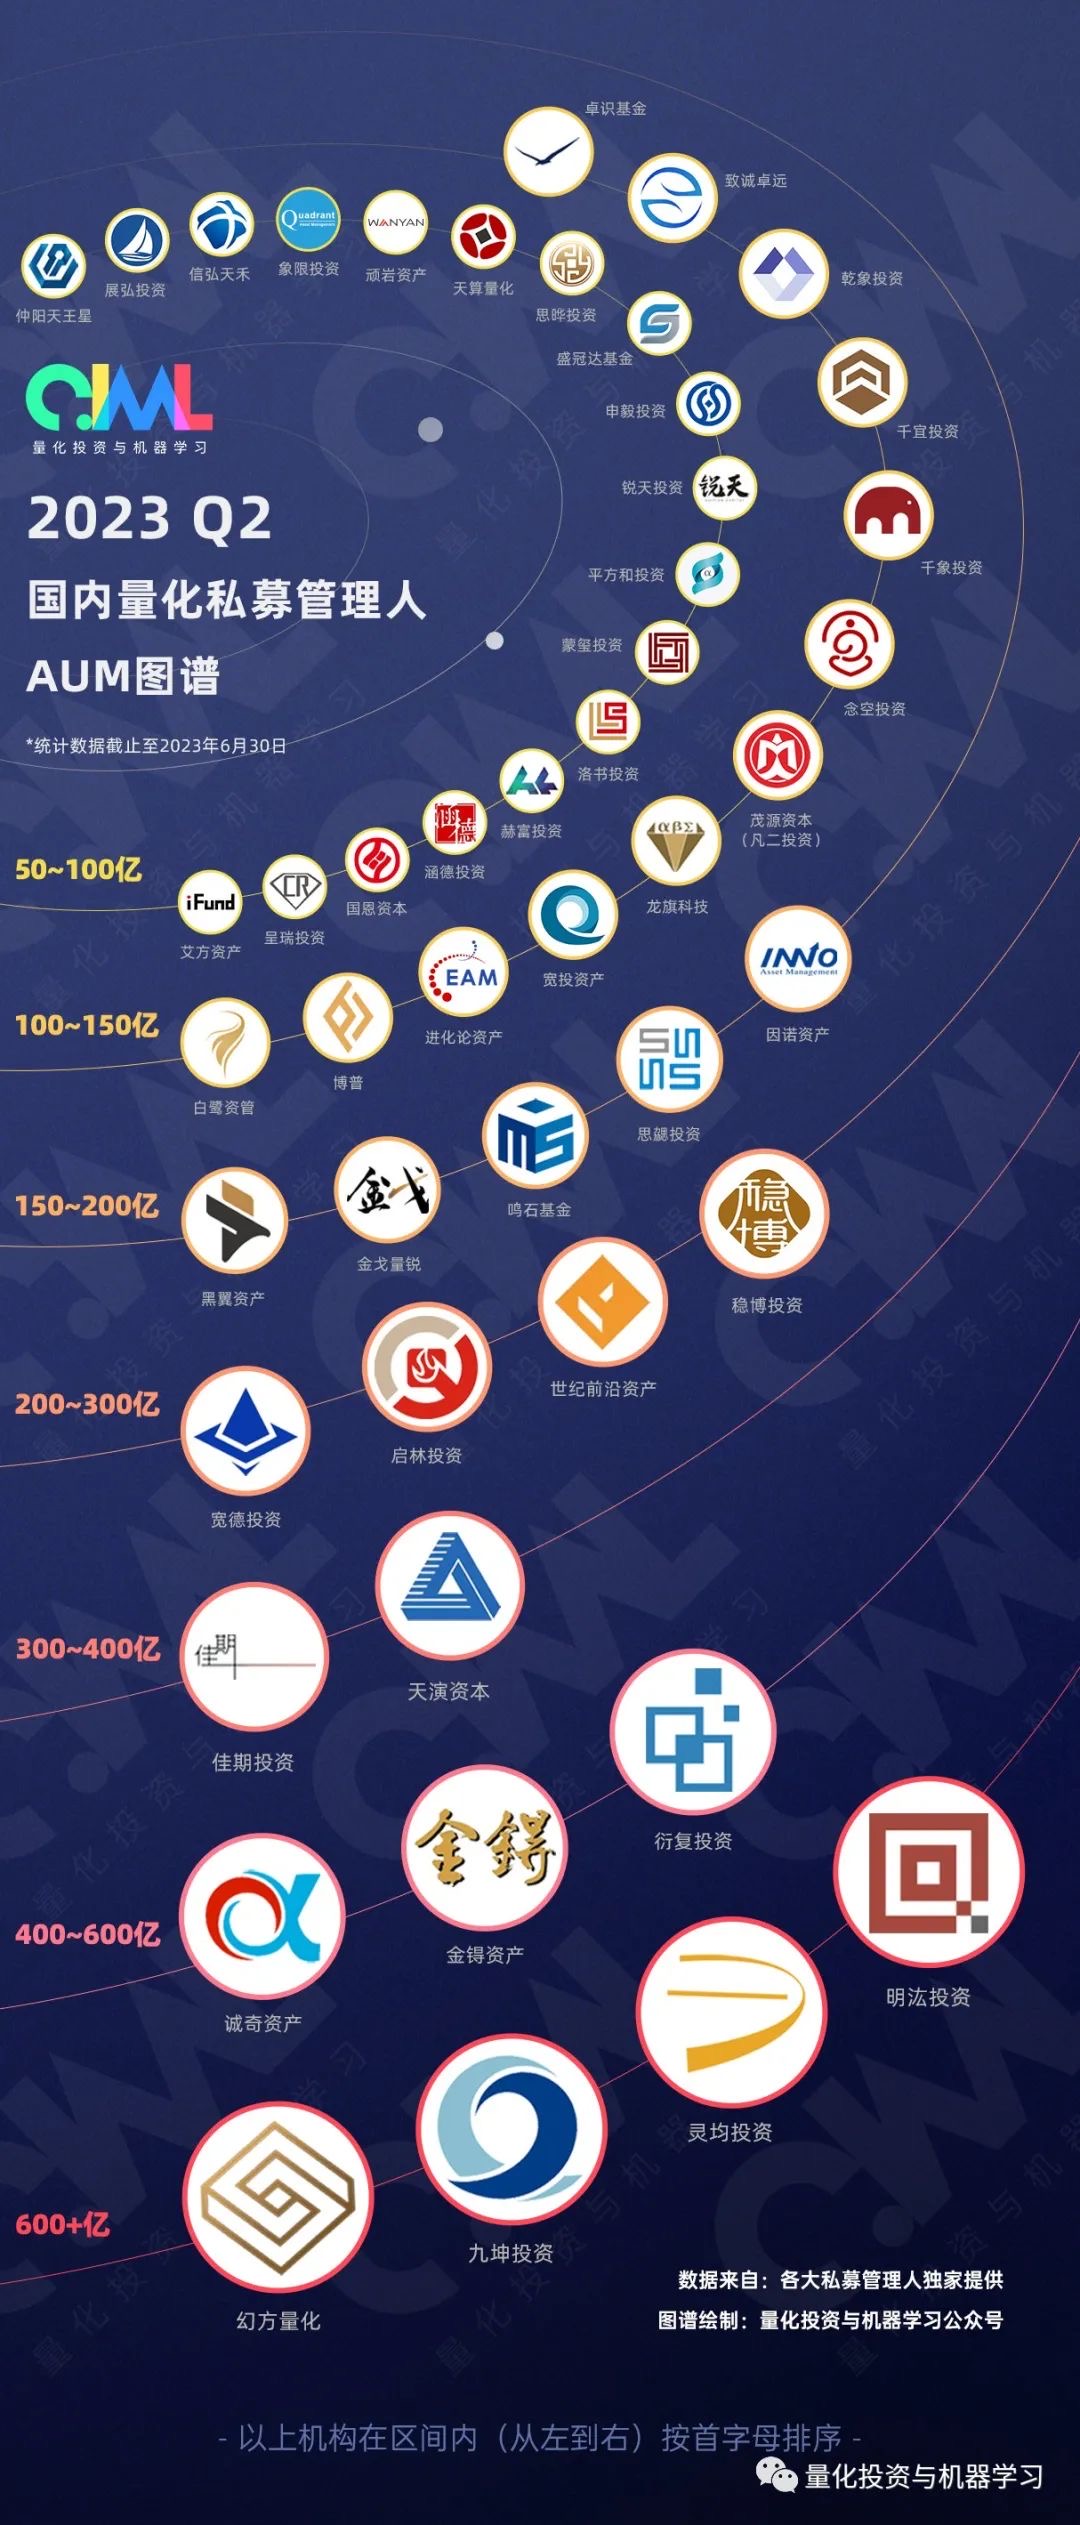 卓识基金
致诚卓远
乾象投资
千宜投资
千象投资
念空投资
茂源资本
（凡二投资）
龙旗科技
宽投资产
进化论资产
博普
白鹭资管
仲阳天王星
展弘投资
信弘天禾
Quadrant
Asset Management
象限投资
WANYAN
顽岩资产
天算量化
思晔投资
盛冠达基金
申毅投资
锐天
锐天投资
α
平方和投资
蒙玺投资
洛书投资
赫富投资
涵德
涵德投资
国恩资本
CR
呈瑞投资
iFund
艾方资产
QIML
量化投资与机器学习
2023 Q2
国内量化私募管理人
AUM图谱
*统计数据截止至2023年6月30日
50~100亿
100~150亿
αβΣ
EAM
INNO
Asset Management
因诺资产
思勰投资
ms
鸣石基金
金戈
金戈量锐
黑翼资产
150~200亿
稳博
稳博投资
世纪前沿资产
启林投资
宽德投资
200~300亿
天演资本
佳期
佳期投资
300~400亿
衍复投资
金锝
金锝资产
诚奇资产
400~600亿
明汯投资
灵均投资
九坤投资
幻方量化
600+亿
数据来自：各大私募管理人独家提供
图谱绘制：量化投资与机器学习公众号
- 以上机构在区间内（从左到右）按首字母排序 -
量化投资与机器学习